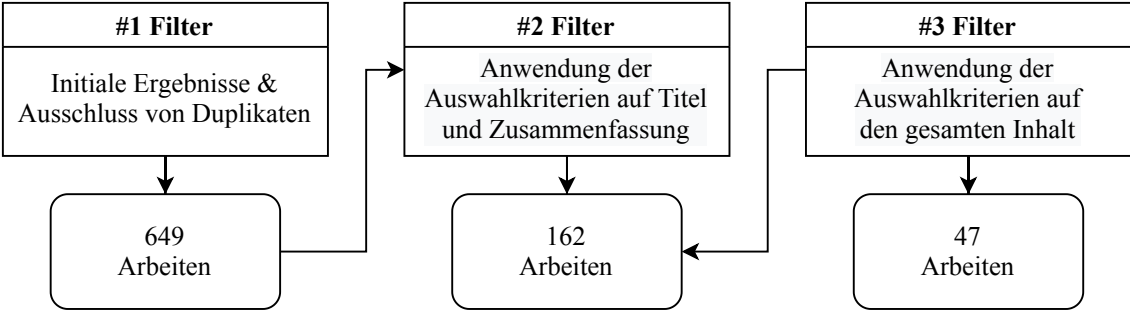 #1 Filter
Initiale Ergebnisse &
Ausschluss von Duplikaten
649
Arbeiten
#2 Filter
Anwendung der
Auswahlkriterien auf Titel
und Zusammenfassung
162
Arbeiten
#3 Filter
Anwendung der
Auswahlkriterien auf
den gesamten Inhalt
47
Arbeiten